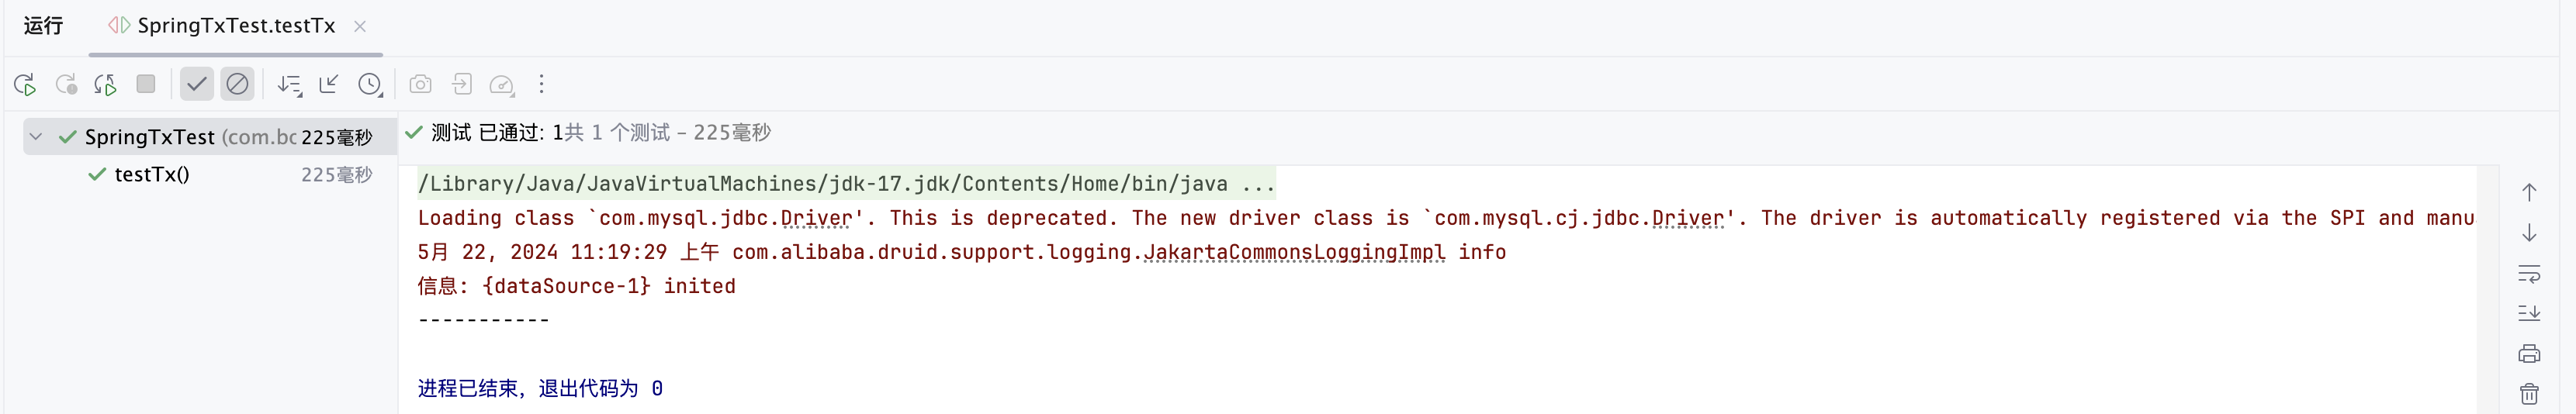 运行 SpringTxTest.testTx
SpringTxTest (com.bc 225毫秒
testTx() 225毫秒
测试 已通过: 1共 1 个测试 – 225毫秒
/Library/Java/JavaVirtualMachines/jdk-17.jdk/Contents/Home/bin/java ...
Loading class `com.mysql.jdbc.Driver'. This is deprecated. The new driver class is `com.mysql.cj.jdbc.Driver'. The driver is automatically registered via the SPI and manu
5月 22, 2024 11:19:29 上午 com.alibaba.druid.support.logging.JakartaCommonsLoggingImpl info
信息: {dataSource-1} inited
-----------
进程已结束，退出代码为 0